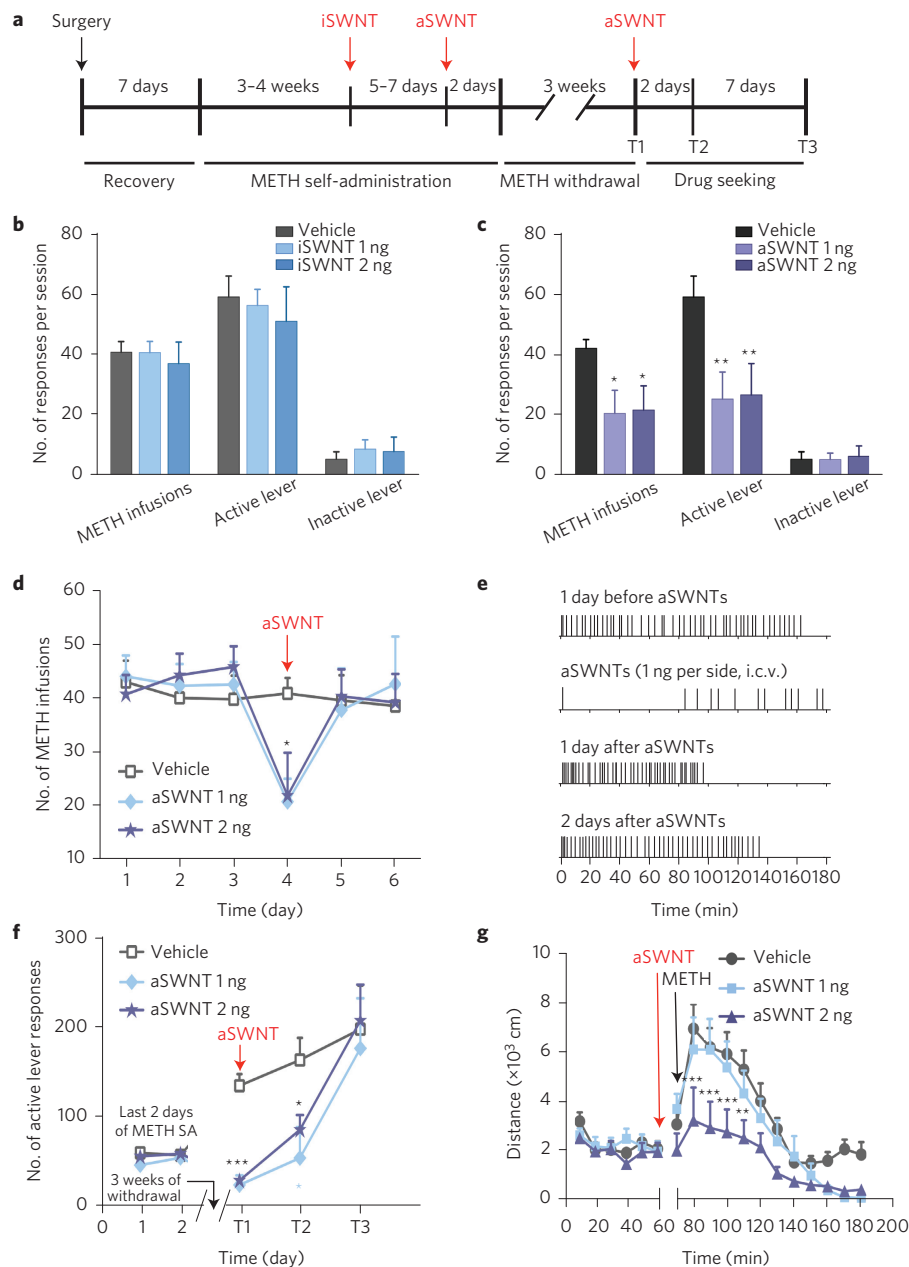 a
Surgery
iSWNT
aSWNT
aSWNT
7 days
3–4 weeks
5–7 days
2 days
3 weeks
2 days
7 days
T1
T2
T3
Recovery
METH self-administration
METH withdrawal
Drug seeking
b
80
60
40
20
0
No. of responses per session
Vehicle
iSWNT 1 ng
iSWNT 2 ng
METH infusions
Active lever
Inactive lever
c
80
60
40
20
0
No. of responses per session
Vehicle
aSWNT 1 ng
aSWNT 2 ng
* *
** **
METH infusions
Active lever
Inactive lever
d
60
50
40
30
20
10
No. of METH infusions
aSWNT
*
Vehicle
aSWNT 1 ng
aSWNT 2 ng
1 2 3 4 5 6
Time (day)
e
1 day before aSWNTs
aSWNTs (1 ng per side, i.c.v.)
1 day after aSWNTs
2 days after aSWNTs
0 20 40 60 80 100 120 140 160 180
Time (min)
f
300
200
100
0
No. of active lever responses
Vehicle
aSWNT 1 ng
aSWNT 2 ng
aSWNT
Last 2 days
of METH SA
3 weeks of
withdrawal
***
*
*
0 1 2 T1 T2 T3
Time (day)
g
10
8
6
4
2
0
Distance (×10³ cm)
aSWNT
METH
Vehicle
aSWNT 1 ng
aSWNT 2 ng
*** *** *** **
0 20 40 60 60 80 100 120 140 160 180 200
Time (min)